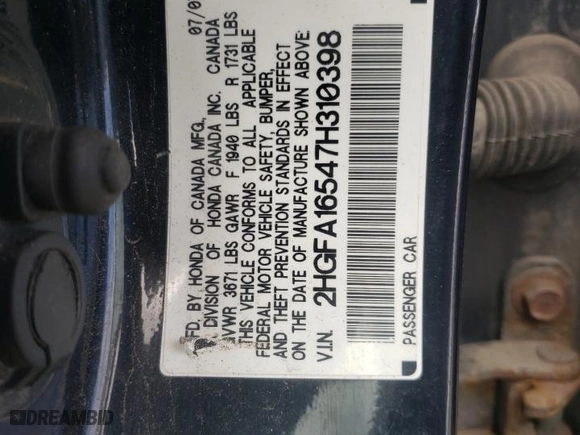 MFD. BY HONDA OF CANADA MFG., 07/0
A DIVISION OF HONDA CANADA INC. CANADA
GVWR 3671 LBS GAWR F 1940 LBS R 1731 LBS
THIS VEHICLE CONFORMS TO ALL APPLICABLE
FEDERAL MOTOR VEHICLE SAFETY, BUMPER,
AND THEFT PREVENTION STANDARDS IN EFFECT
ON THE DATE OF MANUFACTURE SHOWN ABOVE.
V.I.N. 2HGFA16547H310398
PASSENGER CAR
DREAMBID